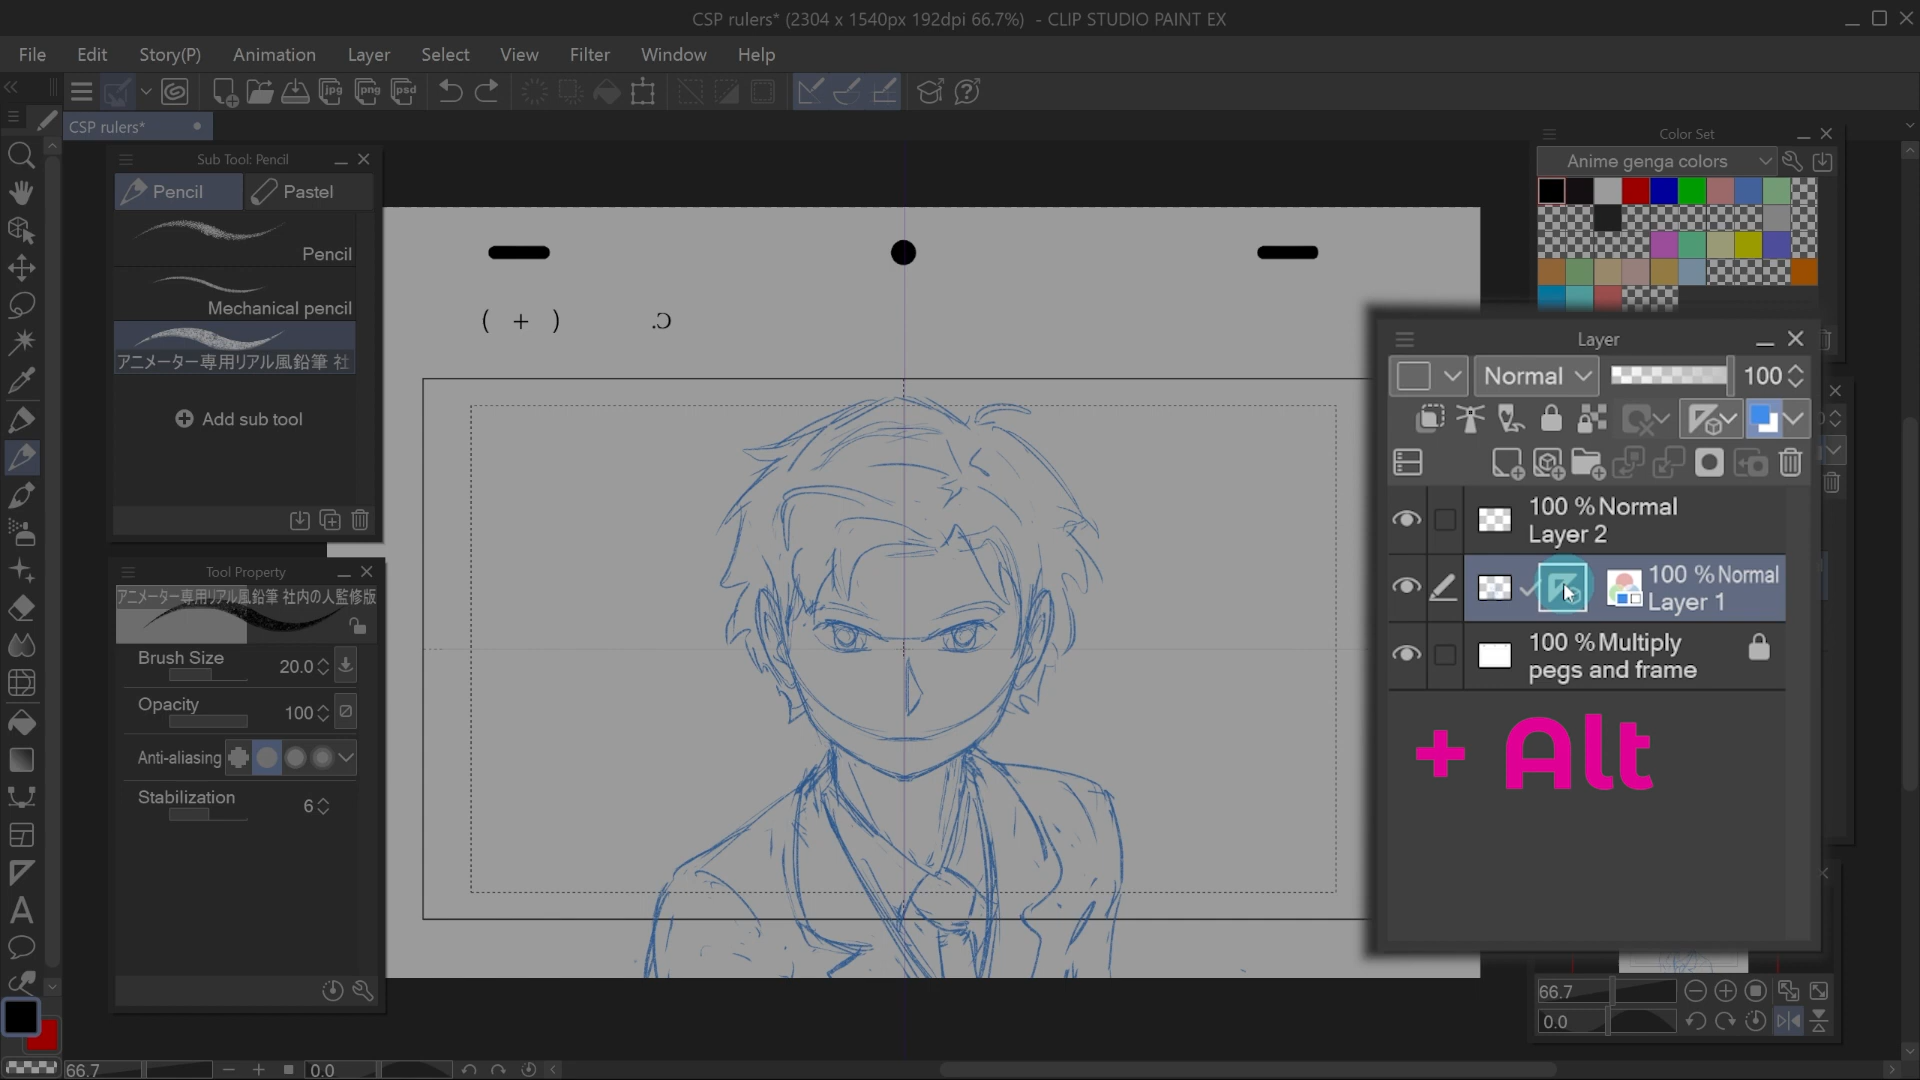 CSP rulers* (2304 x 1540px 192dpi 66.7%) - CLIP STUDIO PAINT EX
File Edit Story(P) Animation Layer Select View Filter Window Help
jpg png psd
CSP rulers*
Sub Tool: Pencil
Pencil Pastel
Pencil
Mechanical pencil
アニメーター専用リアル風鉛筆 社
Add sub tool
Tool Property
アニメーター専用リアル風鉛筆 社内の人監修版
Brush Size 20.0
Opacity 100
Anti-aliasing
Stabilization 6
( + )
Color Set
Anime genga colors
Layer
Normal 100
100 % Normal
Layer 2
100 % Normal
Layer 1
100 % Multiply
pegs and frame
+ Alt
66.7
0.0
66.7 0.0